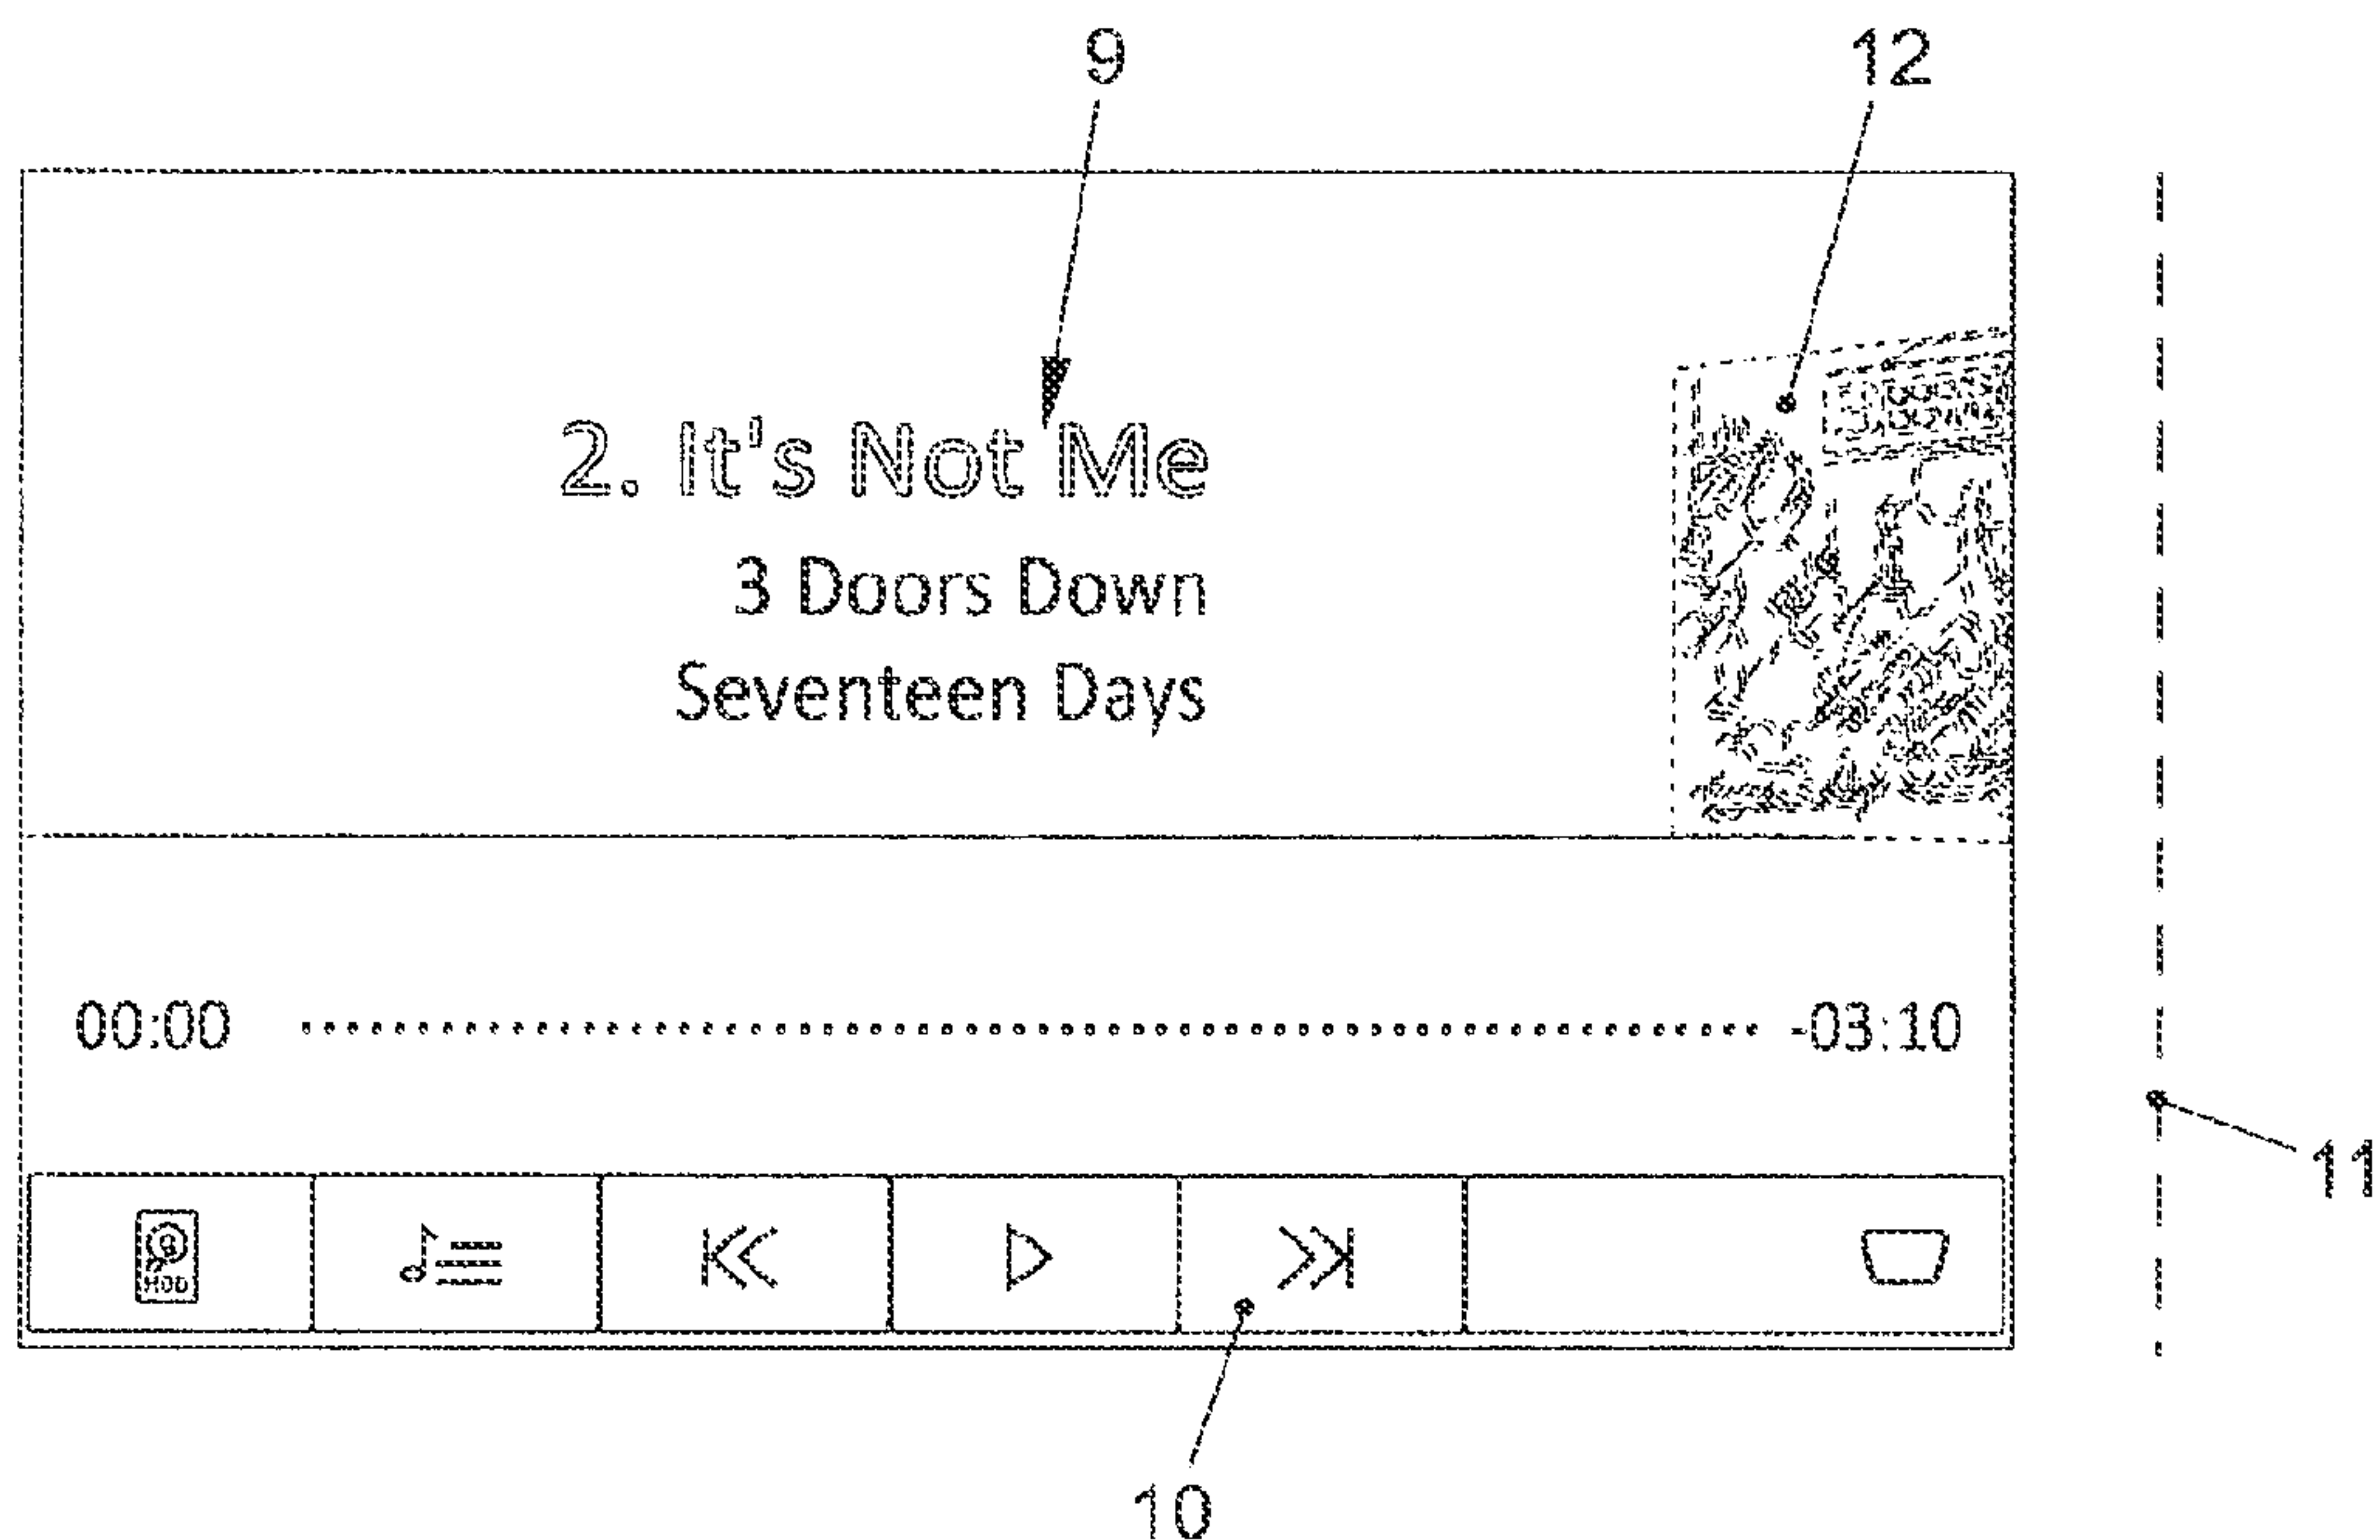 9 12
2. It's Not Me
3 Doors Down
Seventeen Days
00:00 -03:10
11
HDD
10